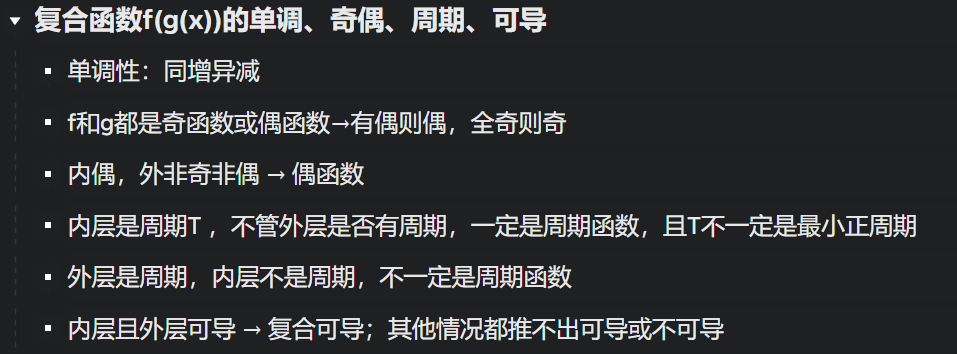 复合函数f(g(x))的单调、奇偶、周期、可导
单调性：同增异减
f和g都是奇函数或偶函数→有偶则偶，全奇则奇
内偶，外非奇非偶 → 偶函数
内层是周期T ，不管外层是否有周期，一定是周期函数，且T不一定是最小正周期
外层是周期，内层不是周期，不一定是周期函数
内层且外层可导 → 复合可导；其他情况都推不出可导或不可导